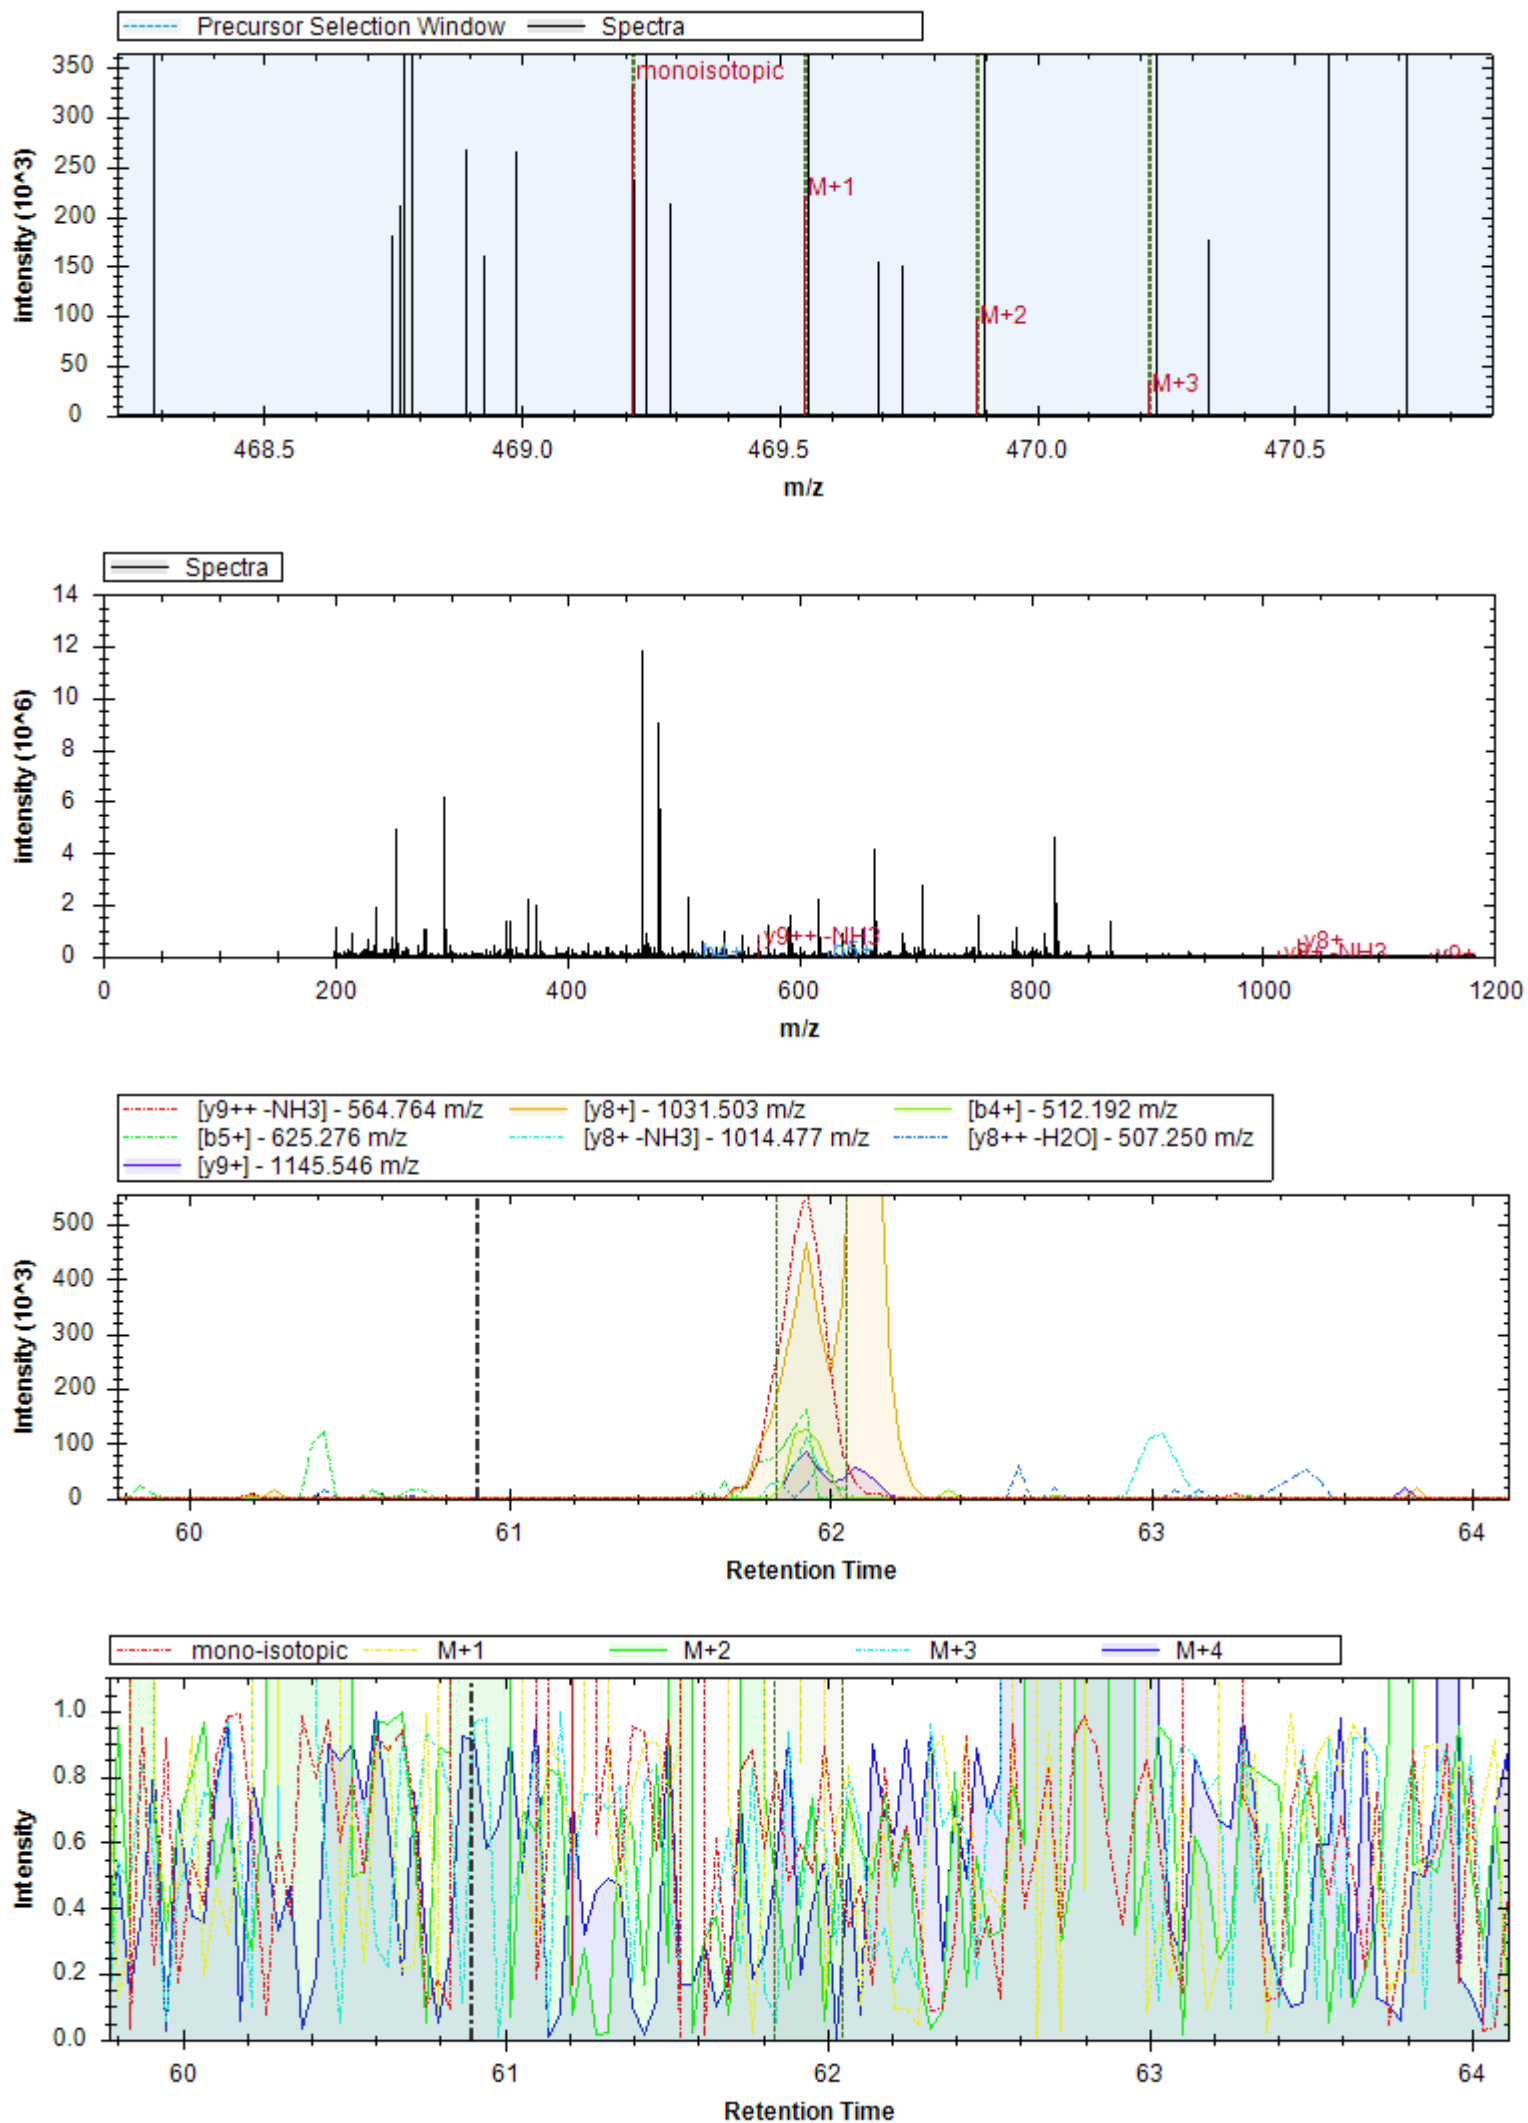 Precursor Selection Window Spectra
350
300
250
200
150
100
50
0
intensity (10^3)
monoisotopic
M+1
M+2
M+3
468.5 469.0 469.5 470.0 470.5
m/z
Spectra
14
12
10
8
6
4
2
0
intensity (10^6)
y9++ -NH3
y8+
y8+ -NH3
y9+
0 200 400 600 800 1000 1200
m/z
[y9++ -NH3] - 564.764 m/z [y8+] - 1031.503 m/z [b4+] - 512.192 m/z
[b5+] - 625.276 m/z [y8+ -NH3] - 1014.477 m/z [y8++ -H2O] - 507.250 m/z
[y9+] - 1145.546 m/z
500
400
300
200
100
0
Intensity (10^3)
60 61 62 63 64
Retention Time
mono-isotopic M+1 M+2 M+3 M+4
1.0
0.8
0.6
0.4
0.2
0.0
Intensity
60 61 62 63 64
Retention Time